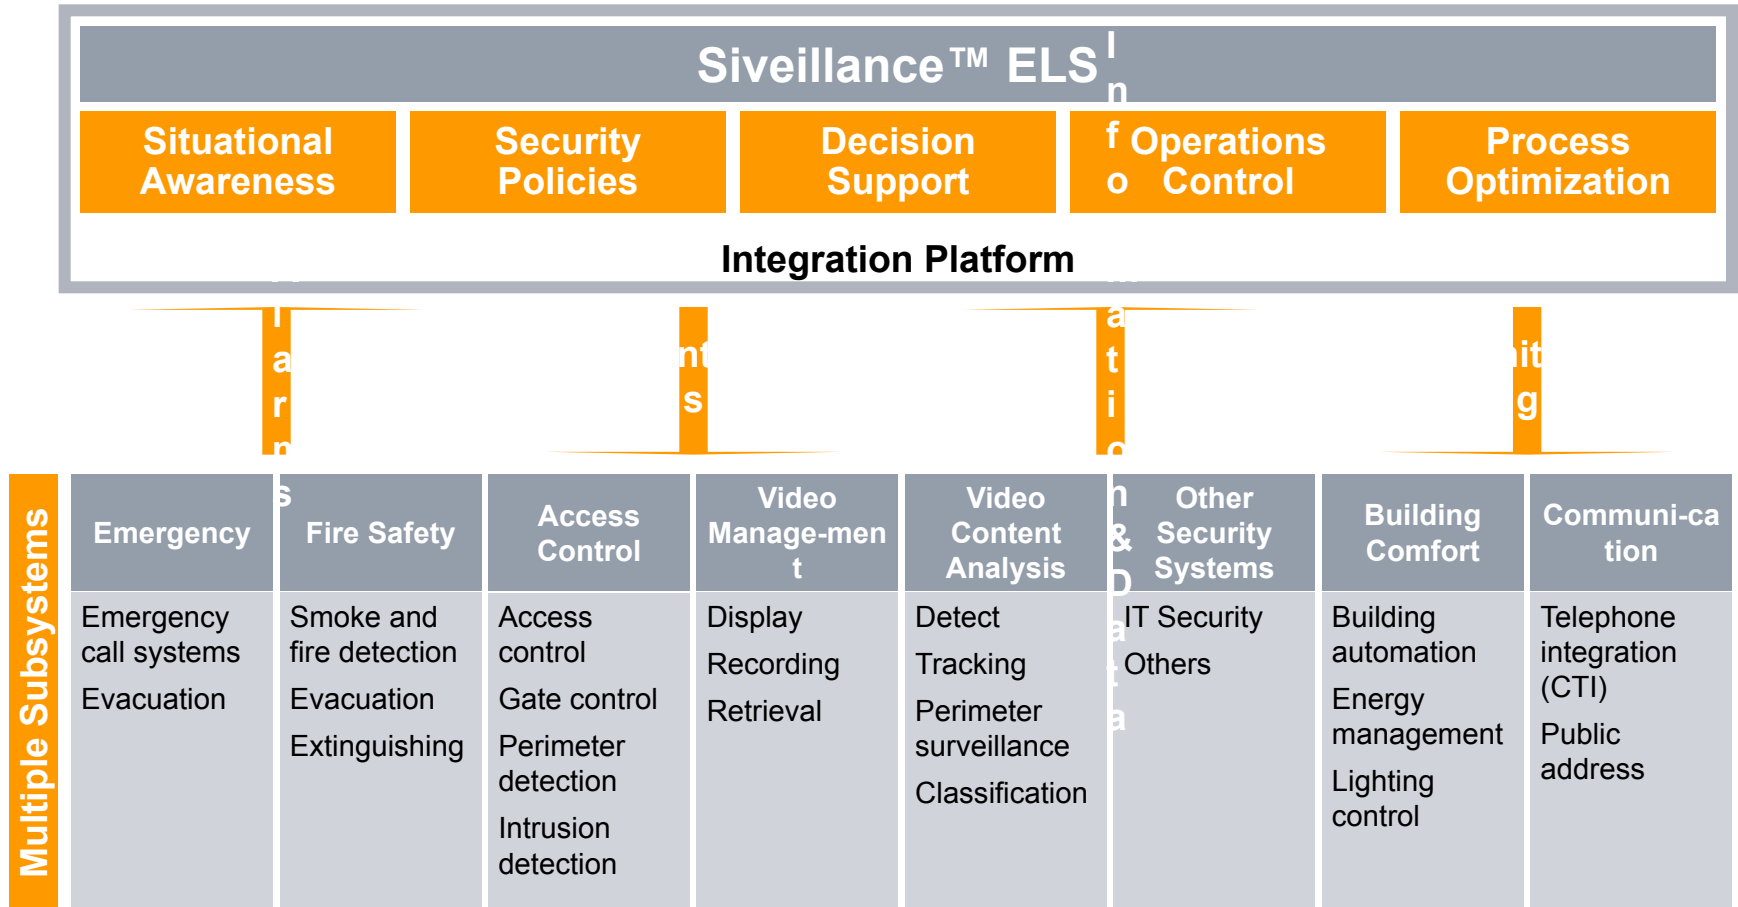 Siveillance™ ELS
Situational
Awareness
Security
Policies
Decision
Support
Operations
Control
Process
Optimization
Integration Platform
l
a
r
n
s
nt
s
I
n
f
o
m
a
t
i
o
n
&
D
a
t
a
nit
g
Multiple Subsystems
Emergency
Emergency
call systems
Evacuation
Fire Safety
Smoke and
fire detection
Evacuation
Extinguishing
Access
Control
Access
control
Gate control
Perimeter
detection
Intrusion
detection
Video
Manage-men
t
Display
Recording
Retrieval
Video
Content
Analysis
Detect
Tracking
Perimeter
surveillance
Classification
Other
Security
Systems
IT Security
Others
Building
Comfort
Building
automation
Energy
management
Lighting
control
Communi-ca
tion
Telephone
integration
(CTI)
Public
address